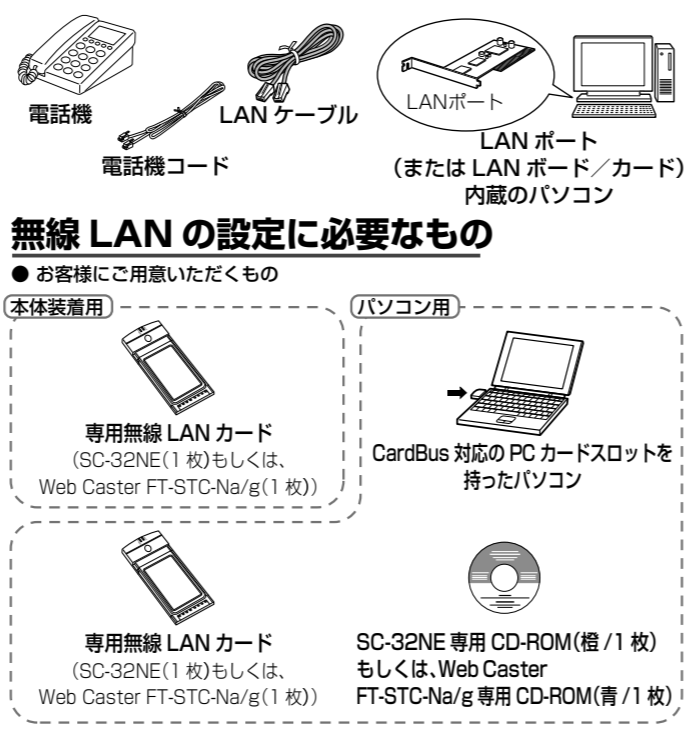 電話機
電話機コード
LAN ケーブル
LANポート
LAN ポート
（または LAN ボード／カード）
内蔵のパソコン
無線 LAN の設定に必要なもの
● お客様にご用意いただくもの
本体装着用
専用無線 LAN カード
（SC-32NE（1 枚）もしくは、
Web Caster FT-STC-Na/g（1 枚））
パソコン用
CardBus 対応の PC カードスロットを
持ったパソコン
専用無線 LAN カード
（SC-32NE（1 枚）もしくは、
Web Caster FT-STC-Na/g（1 枚））
SC-32NE 専用 CD-ROM（橙 /1 枚）
もしくは、Web Caster
FT-STC-Na/g 専用 CD-ROM（青 /1 枚）